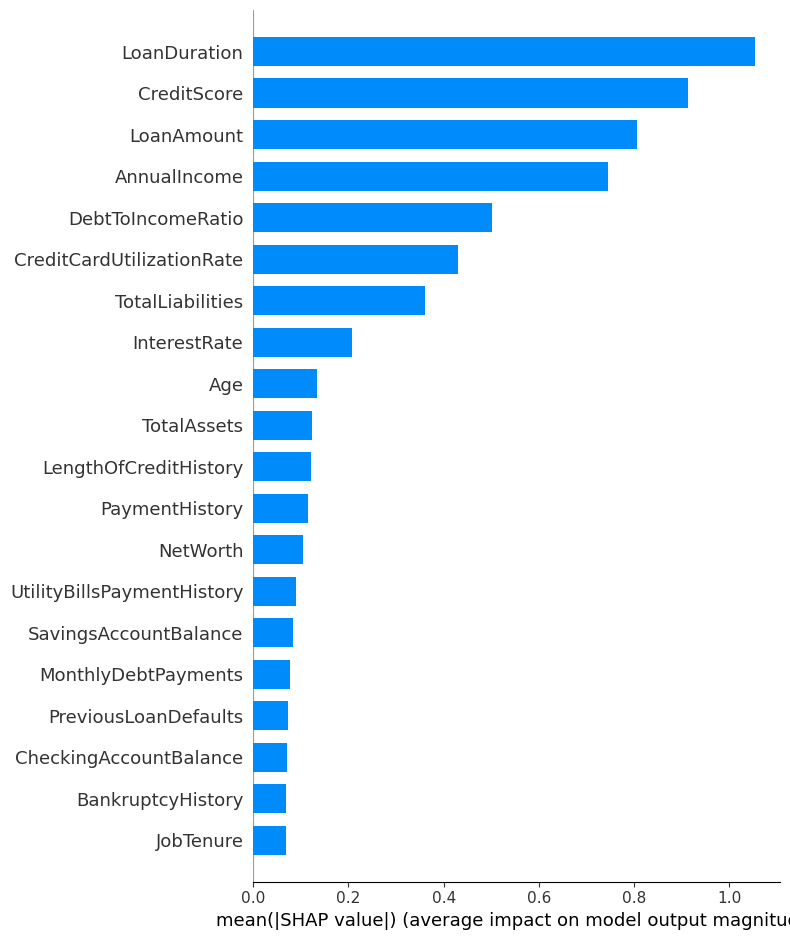 LoanDuration
CreditScore
LoanAmount
AnnualIncome
DebtToIncomeRatio
CreditCardUtilizationRate
TotalLiabilities
InterestRate
Age
TotalAssets
LengthOfCreditHistory
PaymentHistory
NetWorth
UtilityBillsPaymentHistory
SavingsAccountBalance
MonthlyDebtPayments
PreviousLoanDefaults
CheckingAccountBalance
BankruptcyHistory
JobTenure
0.0 0.2 0.4 0.6 0.8 1.0
mean(|SHAP value|) (average impact on model output magnitu